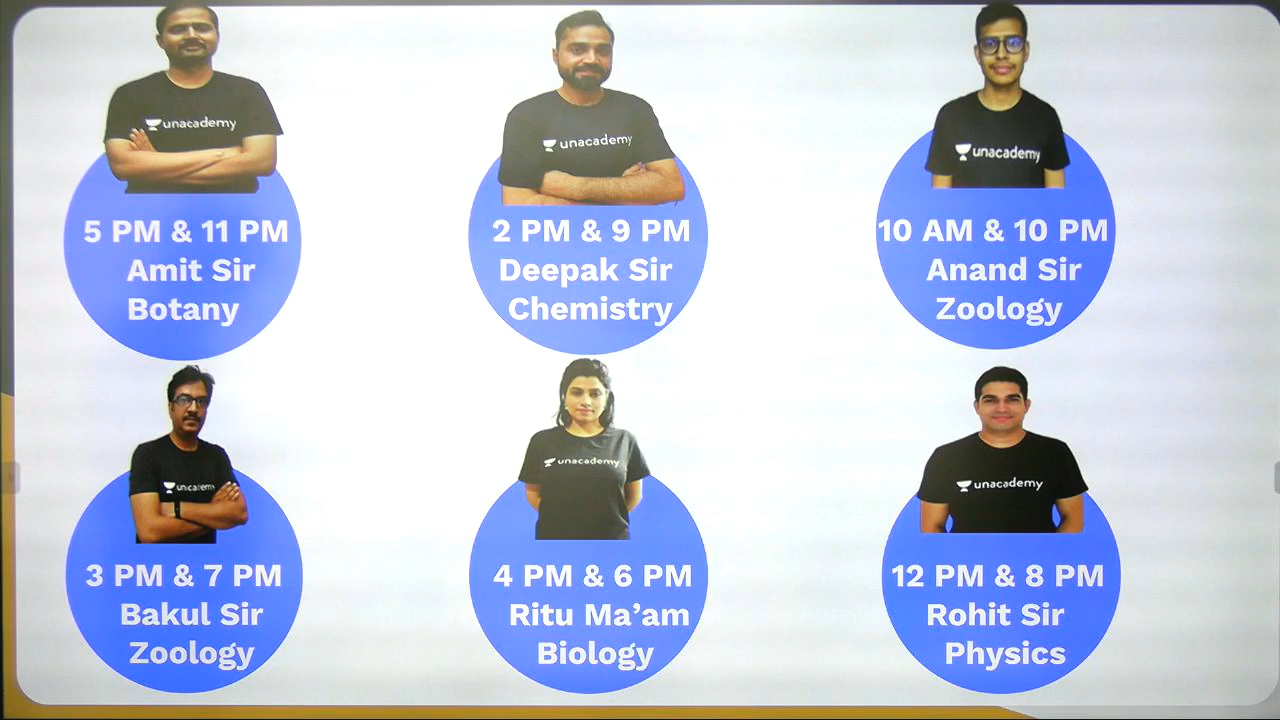 unacademy
5 PM & 11 PM
Amit Sir
Botany
unacademy
2 PM & 9 PM
Deepak Sir
Chemistry
unacademy
10 AM & 10 PM
Anand Sir
Zoology
unacademy
3 PM & 7 PM
Bakul Sir
Zoology
unacademy
4 PM & 6 PM
Ritu Ma’am
Biology
unacademy
12 PM & 8 PM
Rohit Sir
Physics